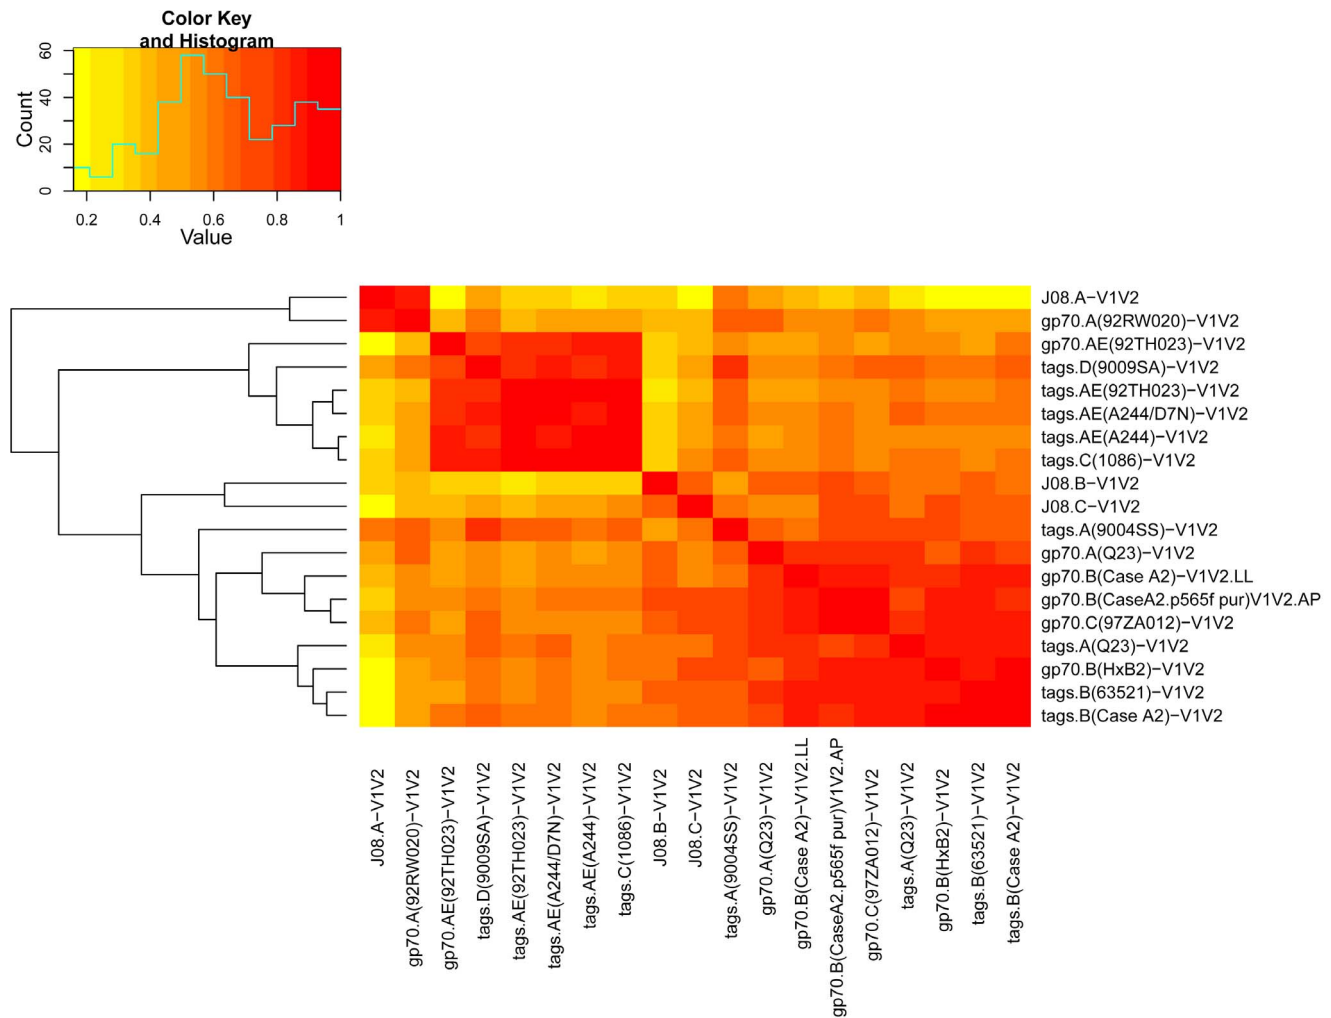 Color Key
and Histogram
Count
0
20
40
60
0.2
0.4
0.6
0.8
1
Value
J08.A−V1V2
gp70.A(92RW020)−V1V2
gp70.AE(92TH023)−V1V2
tags.D(9009SA)−V1V2
tags.AE(92TH023)−V1V2
tags.AE(A244/D7N)−V1V2
tags.AE(A244)−V1V2
tags.C(1086)−V1V2
J08.B−V1V2
J08.C−V1V2
tags.A(9004SS)−V1V2
gp70.A(Q23)−V1V2
gp70.B(Case A2)−V1V2.LL
gp70.B(CaseA2.p565f pur)V1V2.AP
gp70.C(97ZA012)−V1V2
tags.A(Q23)−V1V2
gp70.B(HxB2)−V1V2
tags.B(63521)−V1V2
tags.B(Case A2)−V1V2
J08.A−V1V2
gp70.A(92RW020)−V1V2
gp70.AE(92TH023)−V1V2
tags.D(9009SA)−V1V2
tags.AE(92TH023)−V1V2
tags.AE(A244/D7N)−V1V2
tags.AE(A244)−V1V2
tags.C(1086)−V1V2
J08.B−V1V2
J08.C−V1V2
tags.A(9004SS)−V1V2
gp70.A(Q23)−V1V2
gp70.B(Case A2)−V1V2.LL
gp70.B(CaseA2.p565f pur)V1V2.AP
gp70.C(97ZA012)−V1V2
tags.A(Q23)−V1V2
gp70.B(HxB2)−V1V2
tags.B(63521)−V1V2
tags.B(Case A2)−V1V2